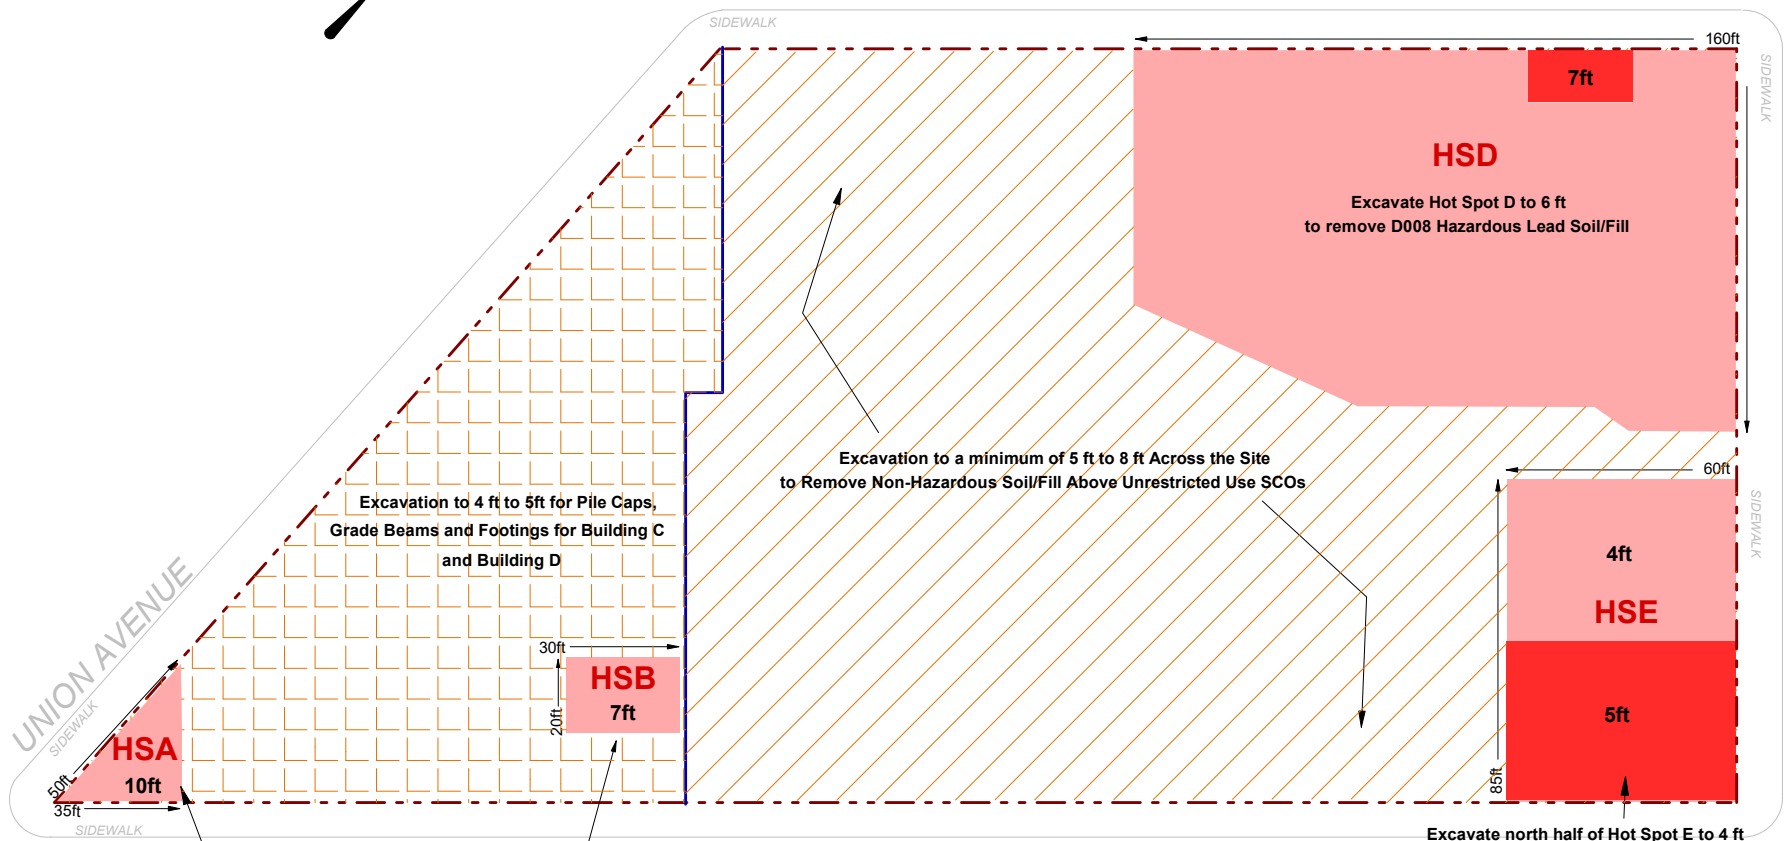 SIDEWALK
160ft
SIDEWALK
7ft
HSD
Excavate Hot Spot D to 6 ft
to remove D008 Hazardous Lead Soil/Fill
Excavation to a minimum of 5 ft to 8 ft Across the Site
to Remove Non-Hazardous Soil/Fill Above Unrestricted Use SCOs
60ft
Excavation to 4 ft to 5ft for Pile Caps,
Grade Beams and Footings for Building C
and Building D
SIDEWALK
4ft
HSE
5ft
85ft
UNION AVENUE
SIDEWALK
30ft
HSB
7ft
20ft
HSA
10ft
50ft
35ft
SIDEWALK
Excavate north half of Hot Spot E to 4 ft